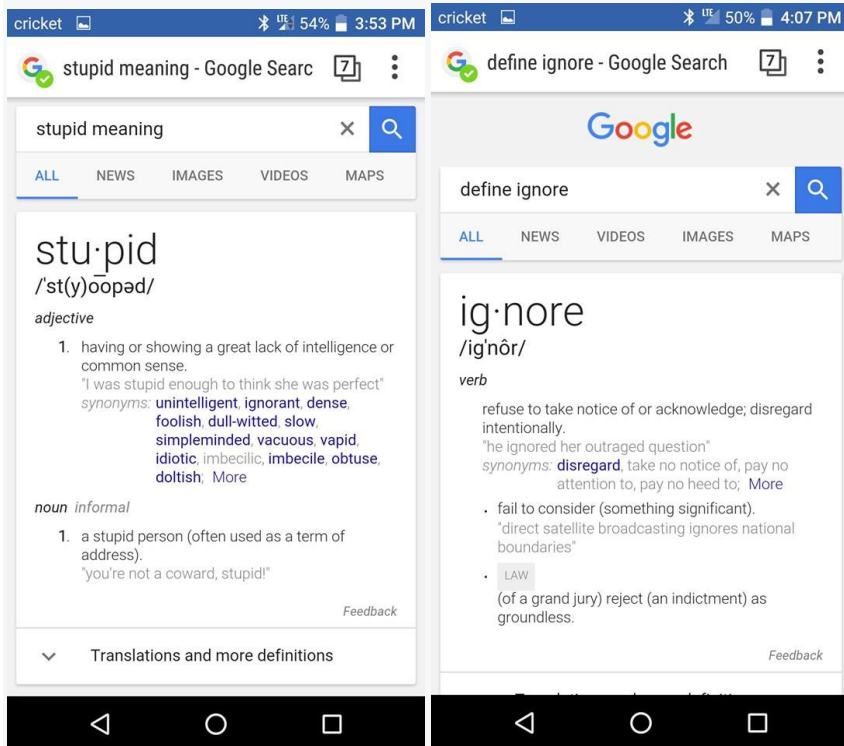 cricket LTE 54% 3:53 PM
stupid meaning - Google Searc 7
stupid meaning
ALL NEWS IMAGES VIDEOS MAPS
stu·pid
/ˈst(y)o͞opəd/
adjective
1. having or showing a great lack of intelligence or
common sense.
"I was stupid enough to think she was perfect"
synonyms: unintelligent, ignorant, dense,
foolish, dull-witted, slow,
simpleminded, vacuous, vapid,
idiotic, imbecilic, imbecile, obtuse,
doltish; More
noun informal
1. a stupid person (often used as a term of
address).
"you're not a coward, stupid!"
Feedback
Translations and more definitions
cricket LTE 50% 4:07 PM
define ignore - Google Search 7
Google
define ignore
ALL NEWS VIDEOS IMAGES MAPS
ig·nore
/iɡˈnôr/
verb
refuse to take notice of or acknowledge; disregard
intentionally.
"he ignored her outraged question"
synonyms: disregard, take no notice of, pay no
attention to, pay no heed to; More
• fail to consider (something significant).
"direct satellite broadcasting ignores national
boundaries"
• LAW
(of a grand jury) reject (an indictment) as
groundless.
Feedback